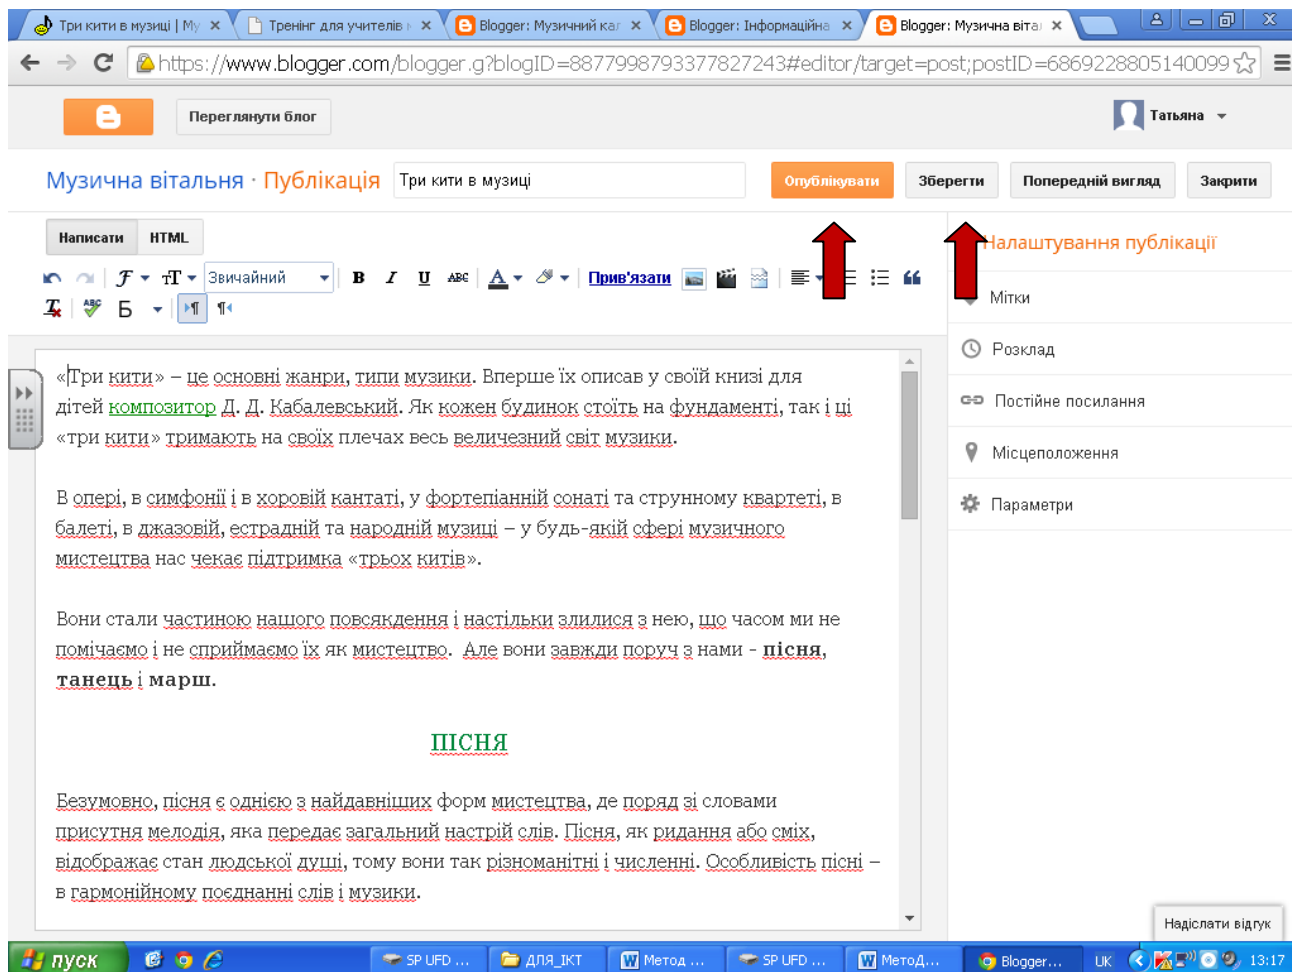 Три кити в музиці | Му
Тренінг для учителів
Blogger: Музичний кал
Blogger: Інформаційна
Blogger: Музична віта
https://www.blogger.com/blogger.g?blogID=8877998793377827243#editor/target=post;postID=6869228805140099
Переглянути блог
Татьяна
Музична вітальня · Публікація
Три кити в музиці
Опублікувати
Зберегти
Попередній вигляд
Закрити
Написати
HTML
Налаштування публікації
Звичайний
B I U ABC A
Прив'язати
ABC
Б
Мітки
Розклад
Постійне посилання
Місцеположення
Параметри
«Три кити» – це основні жанри, типи музики. Вперше їх описав у своїй книзі для
дітей композитор Д. Д. Кабалевський. Як кожен будинок стоїть на фундаменті, так і ці
«три кити» тримають на своїх плечах весь величезний світ музики.
В опері, в симфонії і в хоровій кантаті, у фортепіанній сонаті та струнному квартеті, в
балеті, в джазовій, естрадній та народній музиці – у будь-якій сфері музичного
мистецтва нас чекає підтримка «трьох китів».
Вони стали частиною нашого повсякдення і настільки злилися з нею, що часом ми не
помічаємо і не сприймаємо їх як мистецтво.  Але вони завжди поруч з нами - пісня,
танець і марш.
ПІСНЯ
Безумовно, пісня є однією з найдавніших форм мистецтва, де поряд зі словами
присутня мелодія, яка передає загальний настрій слів. Пісня, як ридання або сміх,
відображає стан людської душі, тому вони так різноманітні і численні. Особливість пісні –
в гармонійному поєднанні слів і музики.
Надіслати відгук
пуск
SP UFD ...
ДЛЯ_ІКТ
Метод ...
SP UFD ...
Метод...
Blogger...
UK
13:17